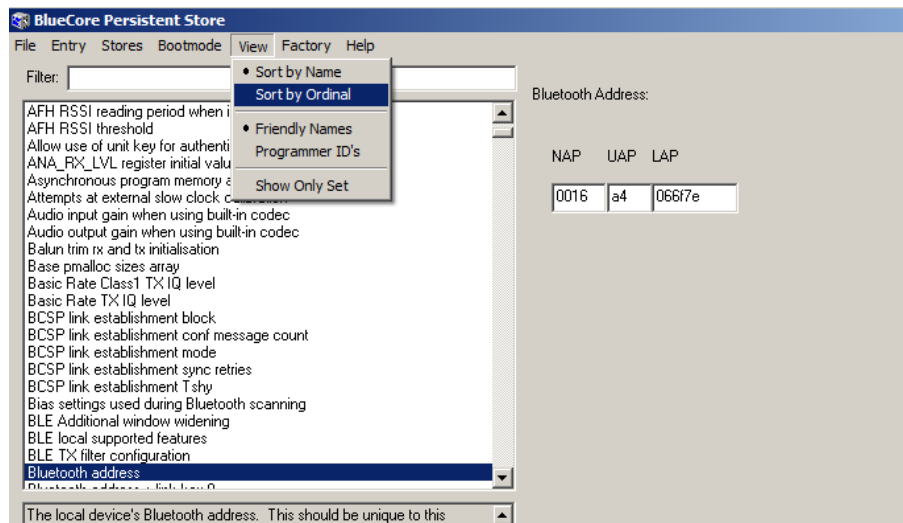 BlueCore Persistent Store
File Entry Stores Bootmode View Factory Help
Filter:
Sort by Name
Sort by Ordinal
Friendly Names
Programmer ID's
Show Only Set
AFH RSSI reading period when i
AFH RSSI threshold
Allow use of unit key for authenti
ANA_RX_LVL register initial valu
Asynchronous program memory a
Attempts at external slow clock
Audio input gain when using built-in codec
Audio output gain when using built-in codec
Balun trim rx and tx initialisation
Base pmalloc sizes array
Basic Rate Class1 TX IQ level
Basic Rate TX IQ level
BCSP link establishment block
BCSP link establishment conf message count
BCSP link establishment mode
BCSP link establishment sync retries
BCSP link establishment Tshy
Bias settings used during Bluetooth scanning
BLE Additional window widening
BLE local supported features
BLE TX filter configuration
Bluetooth address
The local device's Bluetooth address. This should be unique to this
Bluetooth Address:
NAP UAP LAP
0016 a4 066f7e